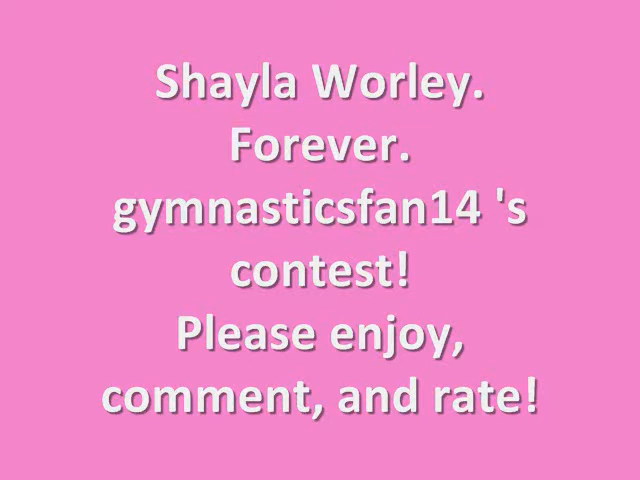 Shayla Worley.
Forever.
gymnasticsfan14 's
contest!
Please enjoy,
comment, and rate!